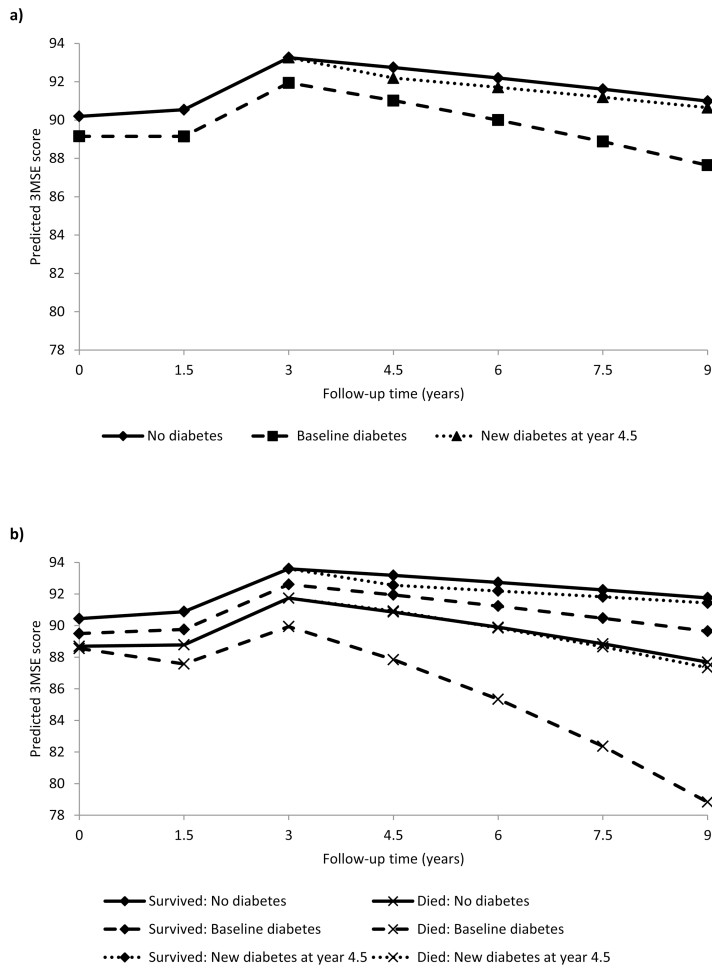 a)
94
92
90
88
86
84
82
80
78
Predicted 3MSE score
0 1.5 3 4.5 6 7.5 9
Follow-up time (years)
No diabetes Baseline diabetes New diabetes at year 4.5
b)
94
92
90
88
86
84
82
80
78
Predicted 3MSE score
0 1.5 3 4.5 6 7.5 9
Follow-up time (years)
Survived: No diabetes Died: No diabetes
Survived: Baseline diabetes Died: Baseline diabetes
Survived: New diabetes at year 4.5 Died: New diabetes at year 4.5